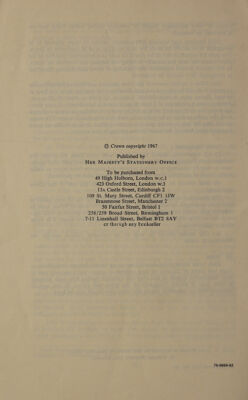 © Crown copyright 1967
Published by
HER MAJESTY'S STATIONERY OFFICE
To be purchased from
49 High Holborn, London w.c.1
423 Oxford Street, London w.1
13A Castle Street, Edinburgh 2
109 St. Mary Street, Cardiff CF1 1JW
Brazennose Street, Manchester 2
50 Fairfax Street, Bristol 1
258/259 Broad Street, Birmingham 1
7-11 Linenhall Street, Belfast BT2 8AY
or through any bookseller